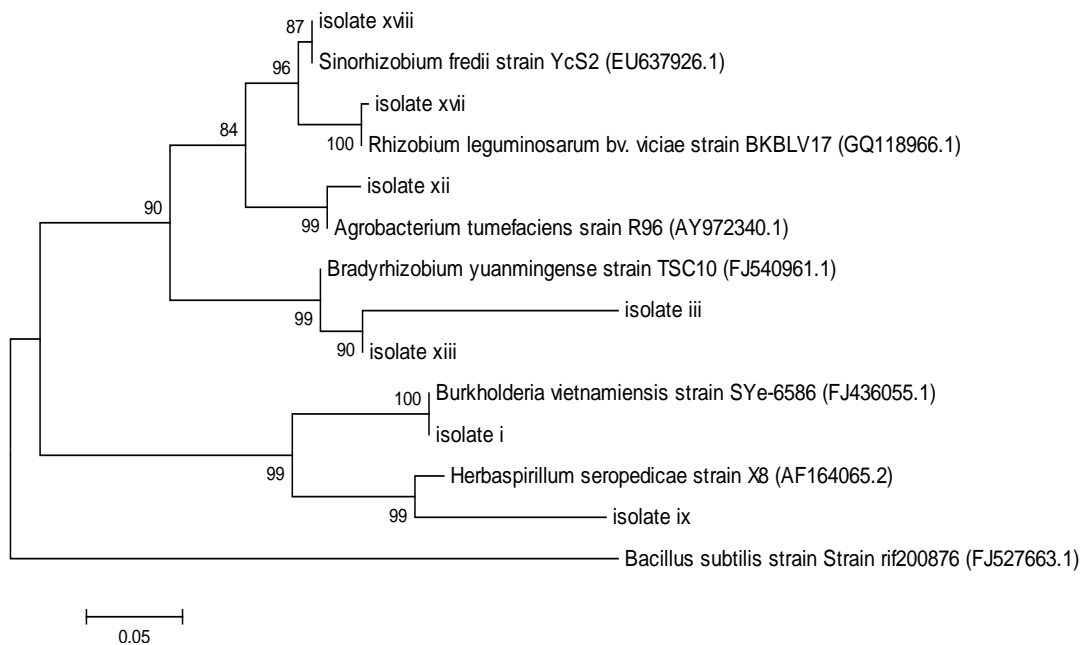 87
isolate xviii
Sinorhizobium fredii strain YcS2 (EU637926.1)
96
isolate xvii
100
Rhizobium leguminosarum bv. viciae strain BKBLV17 (GQ118966.1)
84
isolate xii
99
Agrobacterium tumefaciens srain R96 (AY972340.1)
90
Bradyrhizobium yuanmingense strain TSC10 (FJ540961.1)
99
isolate iii
90
isolate xiii
100
Burkholderia vietnamiensis strain SYe-6586 (FJ436055.1)
isolate i
99
Herbaspirillum seropedicae strain X8 (AF164065.2)
99
isolate ix
Bacillus subtilis strain Strain rif200876 (FJ527663.1)
0.05